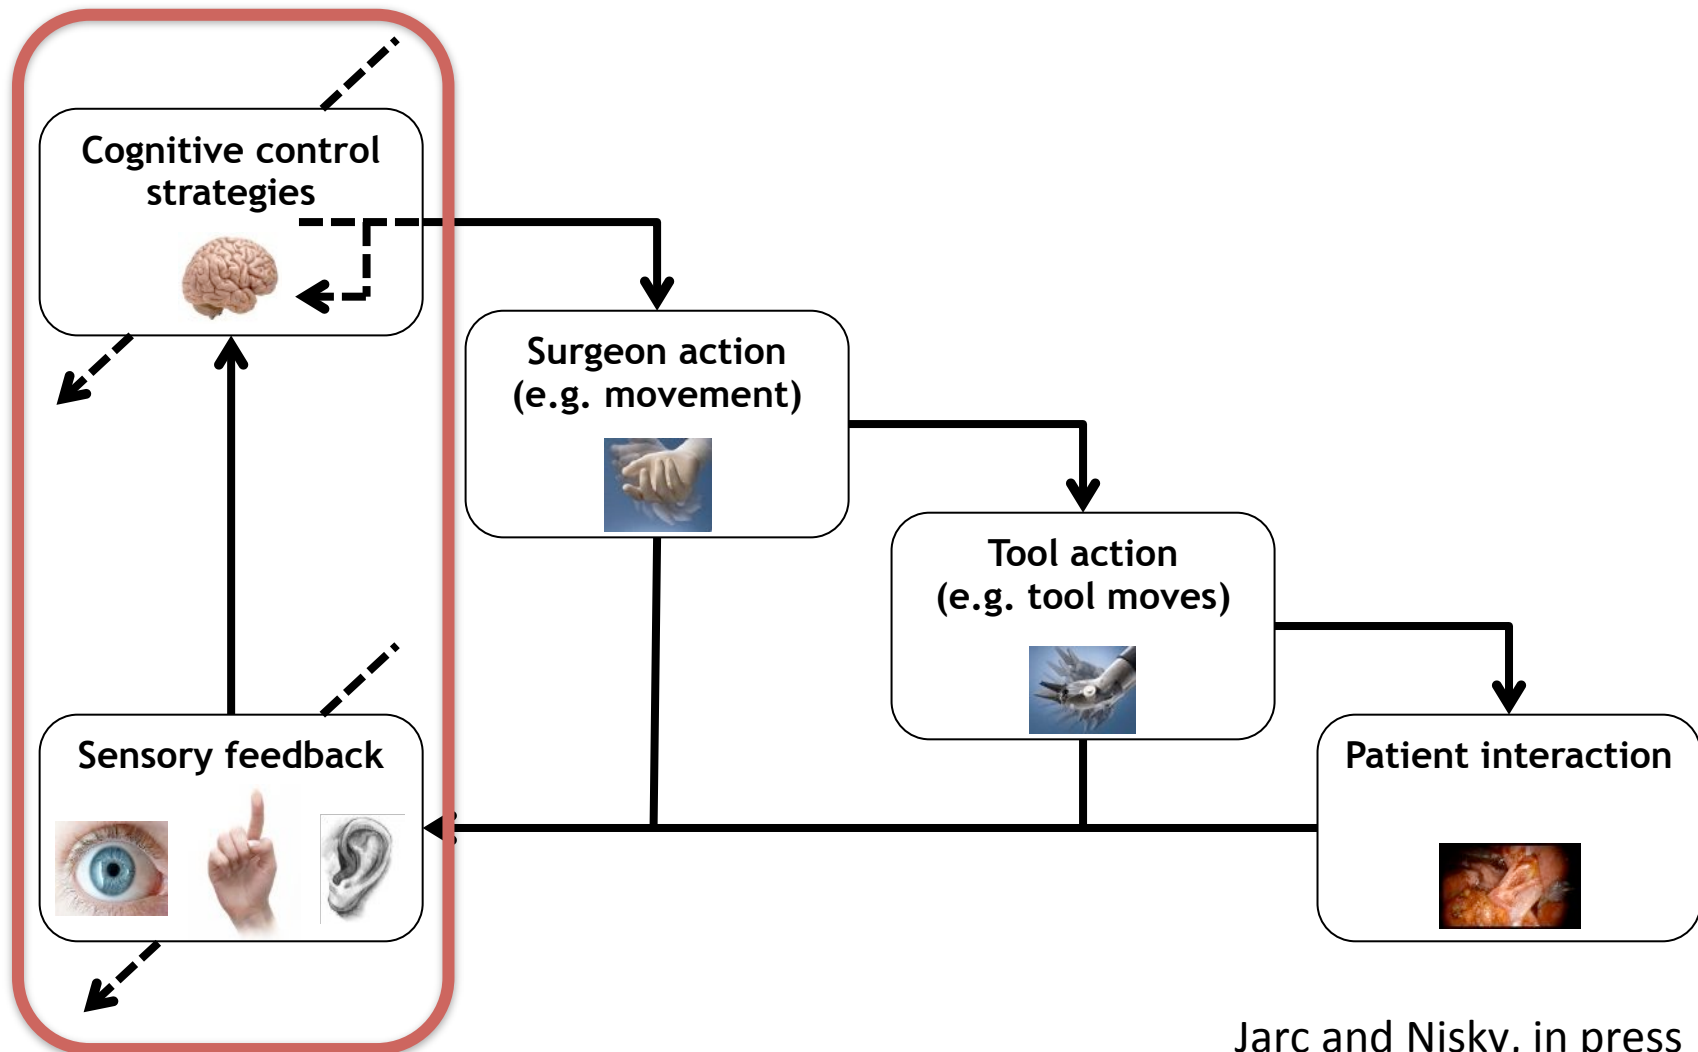 Cognitive control
strategies
Surgeon action
(e.g. movement)
Tool action
(e.g. tool moves)
Sensory feedback
Patient interaction
Jarc and Nisky, in press